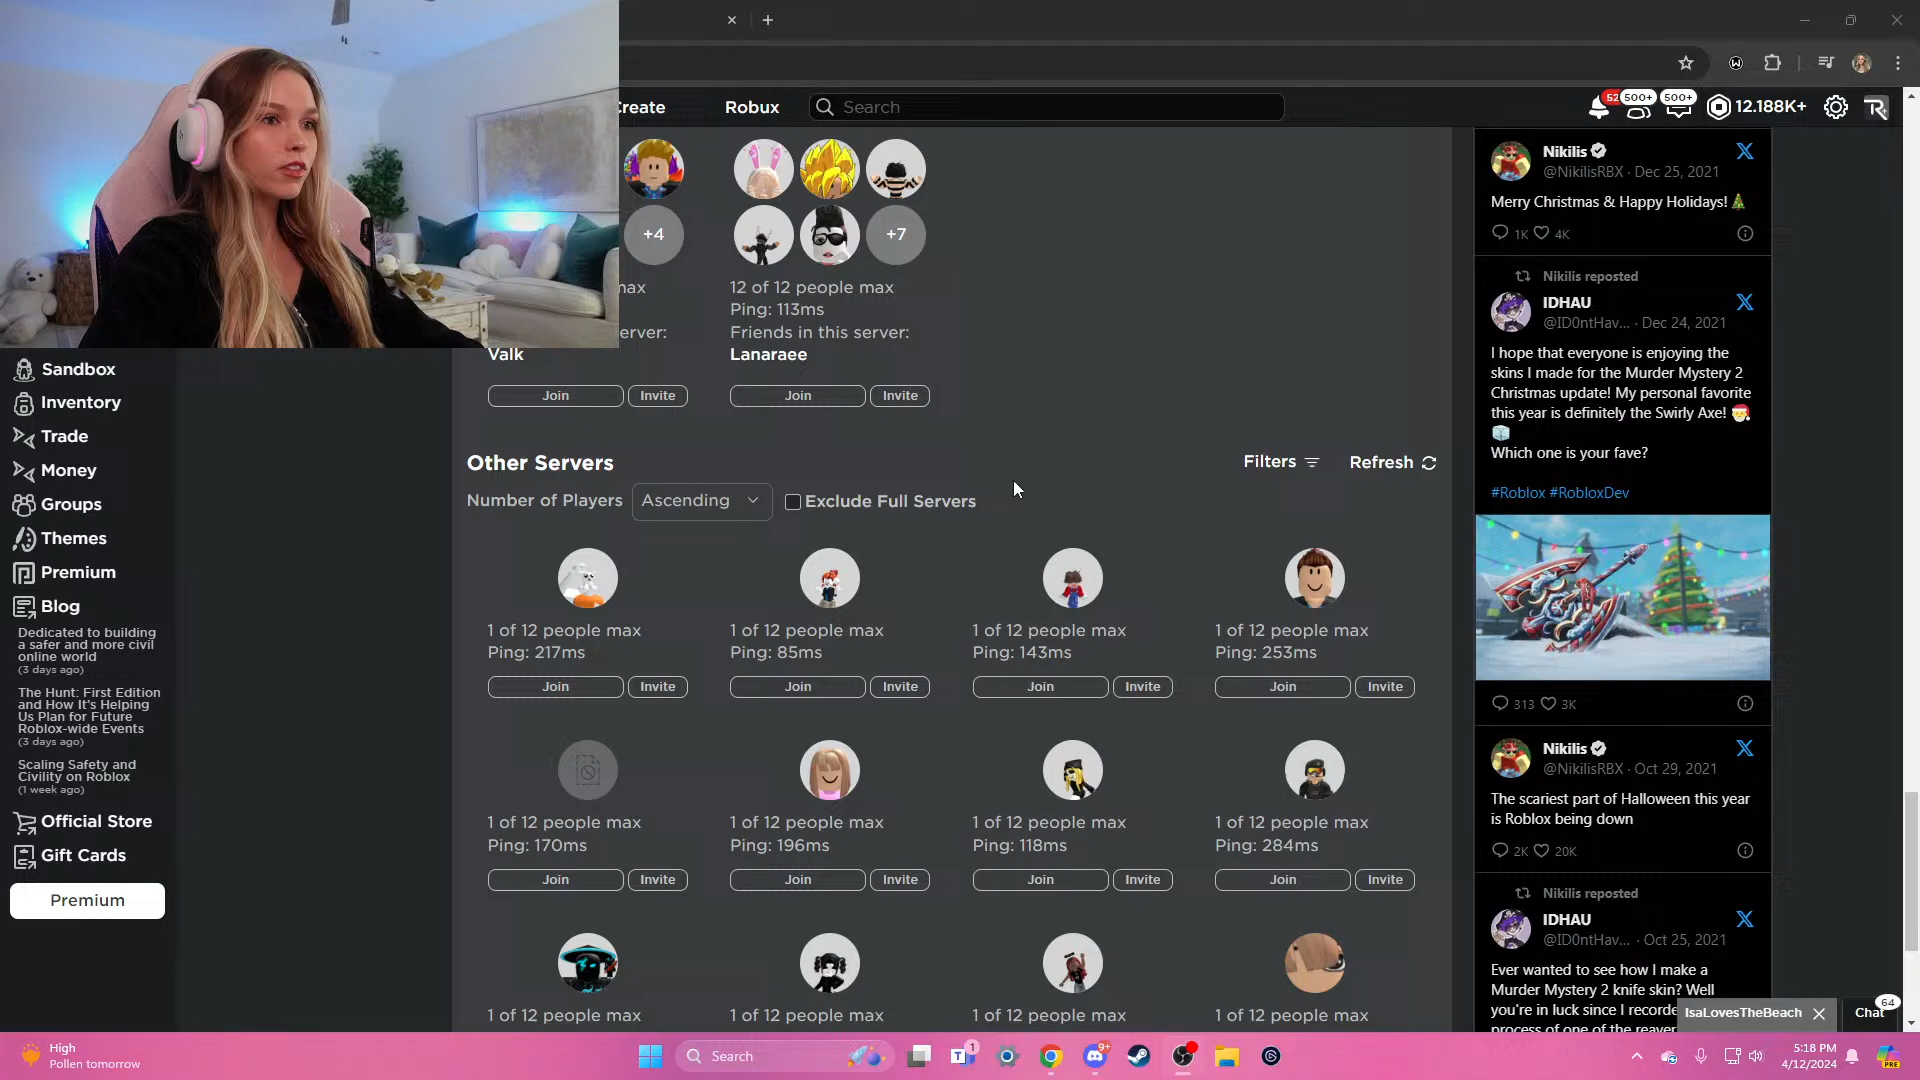 Create
Robux
Search
52
500+
500+
12.188K+
+4
+7
max
12 of 12 people max
Ping: 113ms
erver:
Friends in this server:
Valk
Lanaraee
Join
Invite
Join
Invite
Sandbox
Inventory
Trade
Money
Groups
Themes
Premium
Blog
Dedicated to building
a safer and more civil
online world
(3 days ago)
The Hunt: First Edition
and How It's Helping
Us Plan for Future
Roblox-wide Events
(3 days ago)
Scaling Safety and
Civility on Roblox
(1 week ago)
Official Store
Gift Cards
Premium
Other Servers
Filters
Refresh
Number of Players
Ascending
Exclude Full Servers
1 of 12 people max
Ping: 217ms
Join
Invite
1 of 12 people max
Ping: 85ms
Join
Invite
1 of 12 people max
Ping: 143ms
Join
Invite
1 of 12 people max
Ping: 253ms
Join
Invite
1 of 12 people max
Ping: 170ms
Join
Invite
1 of 12 people max
Ping: 196ms
Join
Invite
1 of 12 people max
Ping: 118ms
Join
Invite
1 of 12 people max
Ping: 284ms
Join
Invite
1 of 12 people max
1 of 12 people max
1 of 12 people max
1 of 12 people max
Nikilis
@NikilisRBX · Dec 25, 2021
Merry Christmas & Happy Holidays!
1K 4K
Nikilis reposted
IDHAU
@ID0ntHav... · Dec 24, 2021
I hope that everyone is enjoying the
skins I made for the Murder Mystery 2
Christmas update! My personal favorite
this year is definitely the Swirly Axe!
Which one is your fave?
#Roblox #RobloxDev
313 3K
Nikilis
@NikilisRBX · Oct 29, 2021
The scariest part of Halloween this year
is Roblox being down
2K 20K
Nikilis reposted
IDHAU
@ID0ntHav... · Oct 25, 2021
Ever wanted to see how I make a
Murder Mystery 2 knife skin? Well
you're in luck since I recorde
process of one of the reaver
IsaLovesTheBeach
Chat
64
High
Pollen tomorrow
Search
1
9+
5:18 PM
4/12/2024
PRE